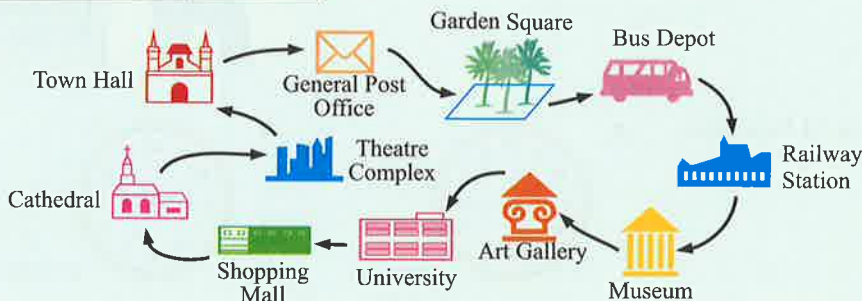 Town Hall
General Post
Office
Garden Square
Bus Depot
Railway
Station
Museum
Art Gallery
University
Shopping
Mall
Cathedral
Theatre
Complex